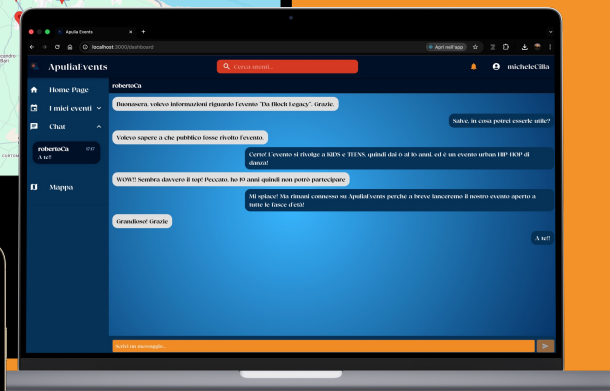 Apulia Events
localhost:3000/dashboard
Apri nell'app
ApuliaEvents
Cerca utenti...
micheleCilla
Home Page
I miei eventi
Chat
robertoCa
17:17
A te!!
Mappa
robertoCa
Buonasera, volevo informazioni riguardo l'evento "Da Block Legacy". Grazie.
Salve, in cosa potrei esserle utile?
Volevo sapere a che pubblico fosse rivolto l'evento.
Certo! L'evento si rivolge a KIDS e TEENS, quindi dai 0 ai 16 anni, ed è un evento urban HIP HOP di
danza!
WOW!! Sembra davvero il top! Peccato, ho 19 anni quindi non potrò partecipare
Mi spiace! Ma rimani connesso su ApuliaEvents perchè a breve lanceremo il nostro evento aperto a
tutte le fasce d'età!
Grandioso! Grazie
A te!!
Scrivi un messaggio...